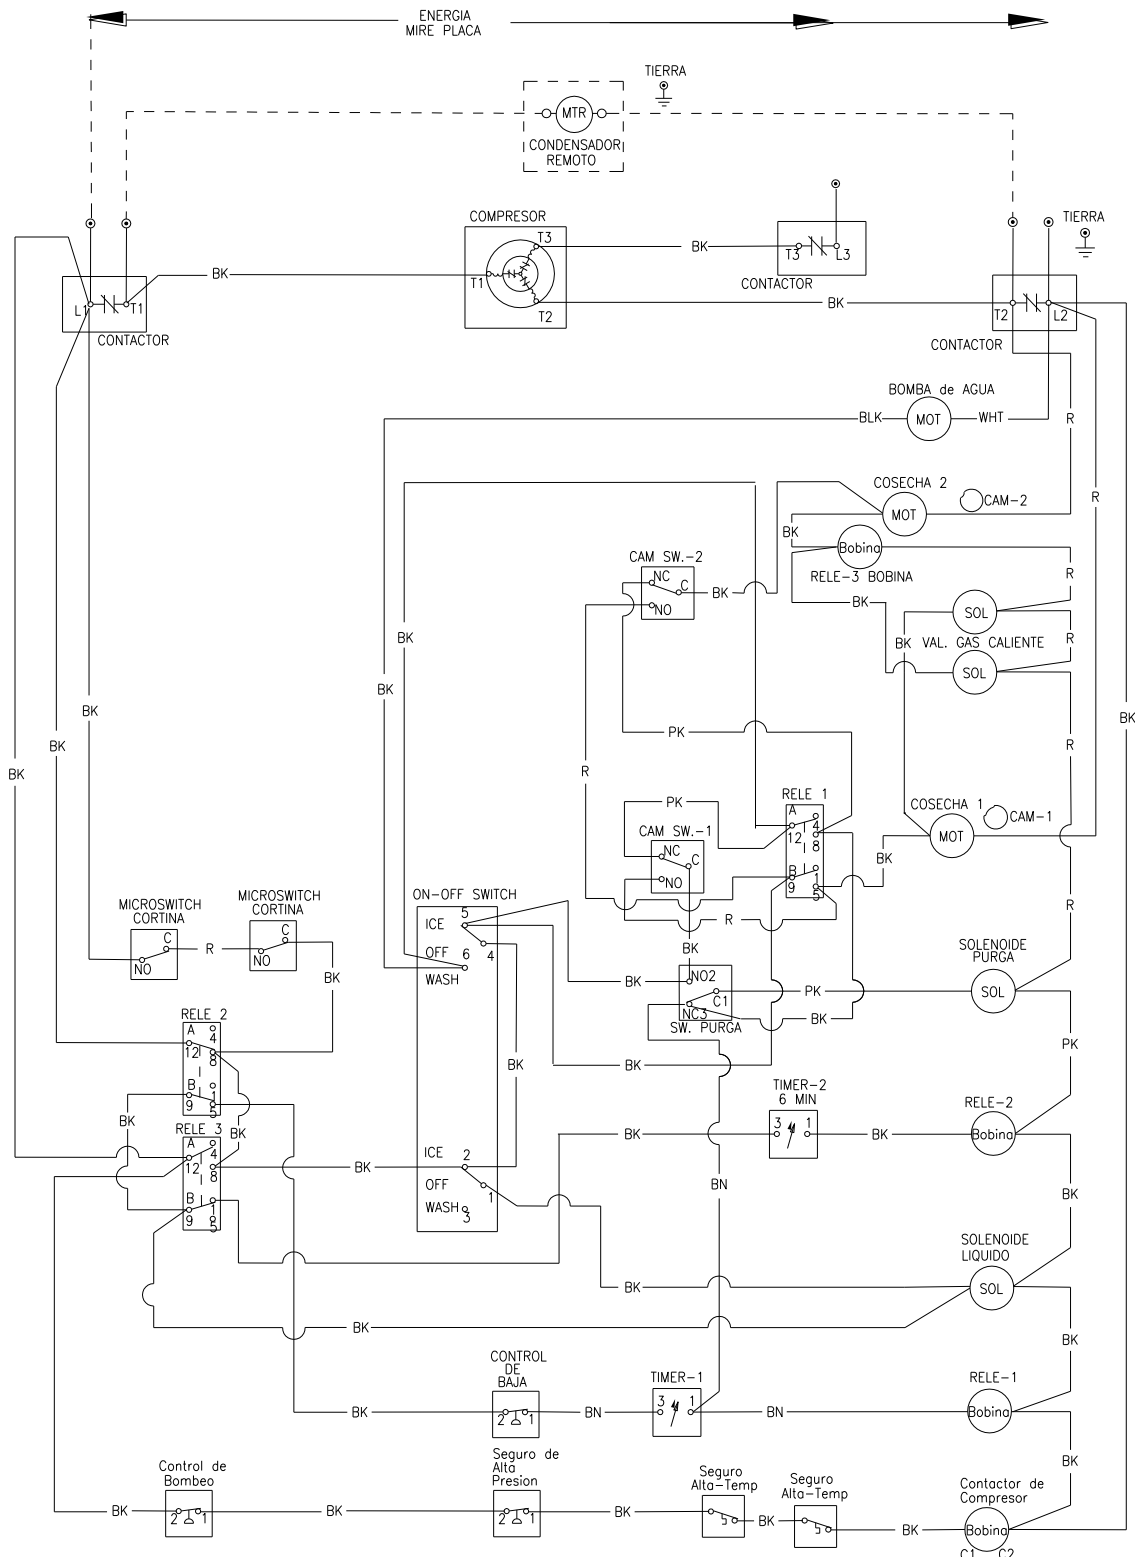 ENERGIA
MIRE PLACA
TIERRA
MTR
CONDENSADOR
REMOTO
COMPRESOR
TIERRA
T3
BK
T3 L3
CONTACTOR
BK
T1
T2
BK
L1 T1
CONTACTOR
T2 L2
CONTACTOR
BOMBA de AGUA
BLK MOT WHT
R
COSECHA 2
MOT
CAM-2
R
BK
Bobina
RELE-3 BOBINA
CAM SW.-2
NC
C
NO
BK
BK
R
SOL
BK
BK
VAL. GAS CALIENTE
R
SOL
BK
BK
BK
BK
BK
PK
R
R
RELE 1
A
4
12
8
B
1
9
5
PK
CAM SW.-1
NC
C
NO
COSECHA 1
MOT
CAM-1
BK
R
R
MICROSWITCH
CORTINA
C
NO
R
MICROSWITCH
CORTINA
C
NO
BK
ON-OFF SWITCH
5
ICE
4
OFF 6
WASH
BK
BK
NO2
C1
NC3
SW. PURGA
PK
BK
SOLENOIDE
PURGA
SOL
RELE 2
A
4
12
8
B
1
9
5
BK
BK
PK
TIMER-2
6 MIN
3 1
RELE-2
Bobina
BK
BK
BK
BK
RELE 3
A
4
12
8
B
1
9
5
BK
ICE 2
OFF
1
WASH
3
BN
BK
SOLENOIDE
LIQUIDO
SOL
BK
BK
BK
CONTROL
DE
BAJA
2 1
BK
BN
TIMER-1
3 1
BN
RELE-1
Bobina
BK
Control de
Bombeo
BK
2 1
BK
Seguro de
Alta
Presion
2 1
BK
Seguro
Alta-Temp
BK
Seguro
Alta-Temp
BK
Contactor de
Compresor
Bobina
C1 C2